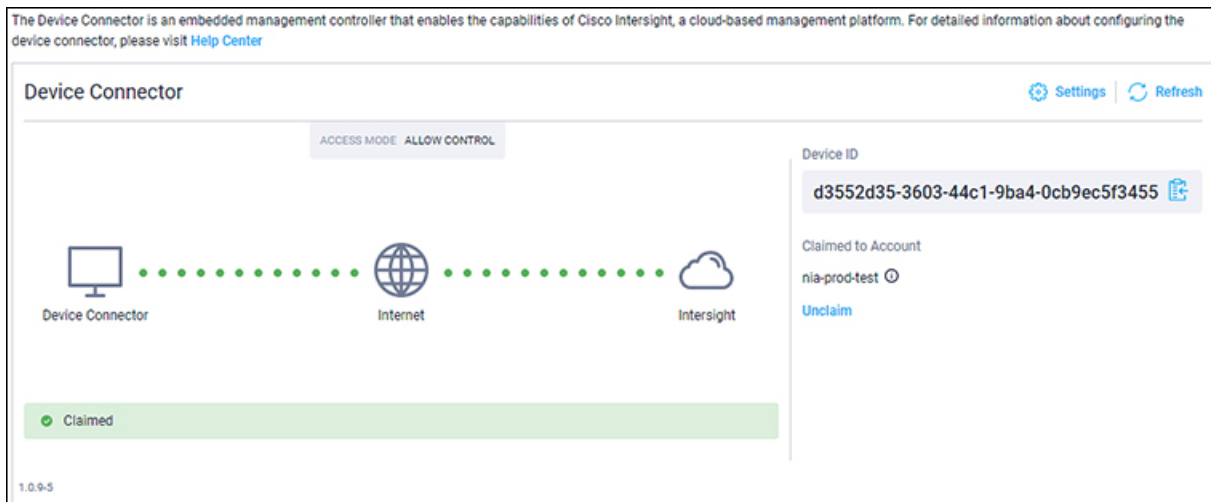 The Device Connector is an embedded management controller that enables the capabilities of Cisco Intersight, a cloud-based management platform. For detailed information about configuring the
device connector, please visit Help Center
Device Connector
Settings
Refresh
ACCESS MODE ALLOW CONTROL
Device Connector
Internet
Intersight
Claimed
Device ID
d3552d35-3603-44c1-9ba4-0cb9ec5f3455
Claimed to Account
nia-prod-test
Unclaim
1.0.9-5